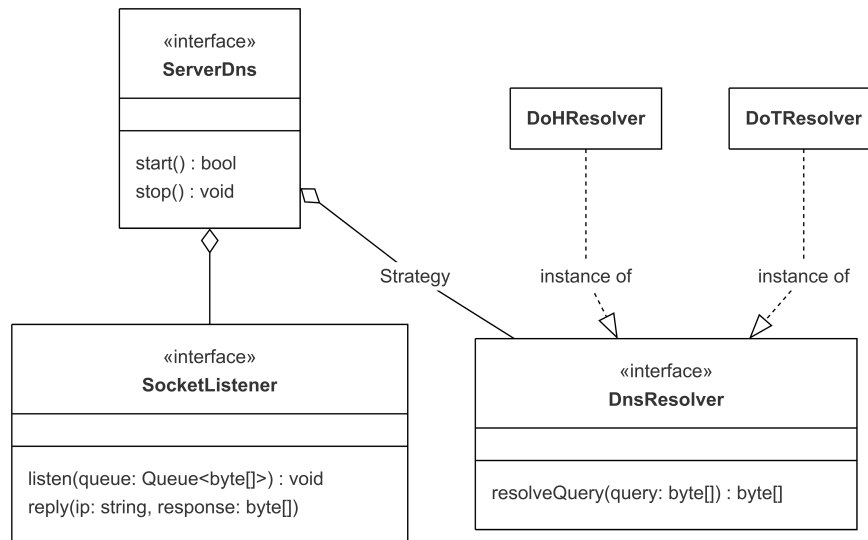 «interface»
ServerDns
start() : bool
stop() : void
DoHResolver
DoTResolver
Strategy
instance of
instance of
«interface»
SocketListener
listen(queue: Queue<byte[]>) : void
reply(ip: string, response: byte[])
«interface»
DnsResolver
resolveQuery(query: byte[]) : byte[]